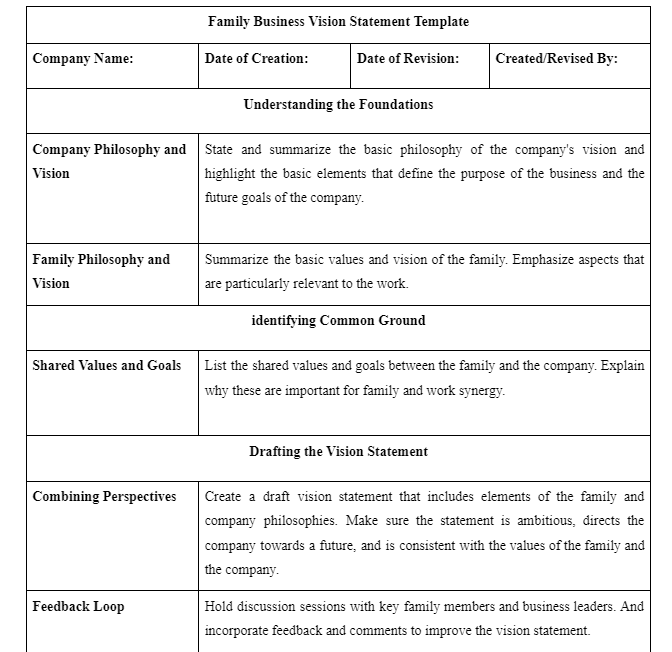 Family Business Vision Statement Template
Company Name: Date of Creation: Date of Revision: Created/Revised By:
Understanding the Foundations
Company Philosophy and
Vision
State and summarize the basic philosophy of the company's vision and
highlight the basic elements that define the purpose of the business and the
future goals of the company.
Family Philosophy and
Vision
Summarize the basic values and vision of the family. Emphasize aspects that
are particularly relevant to the work.
identifying Common Ground
Shared Values and Goals
List the shared values and goals between the family and the company. Explain
why these are important for family and work synergy.
Drafting the Vision Statement
Combining Perspectives
Create a draft vision statement that includes elements of the family and
company philosophies. Make sure the statement is ambitious, directs the
company towards a future, and is consistent with the values of the family and
the company.
Feedback Loop
Hold discussion sessions with key family members and business leaders. And
incorporate feedback and comments to improve the vision statement.